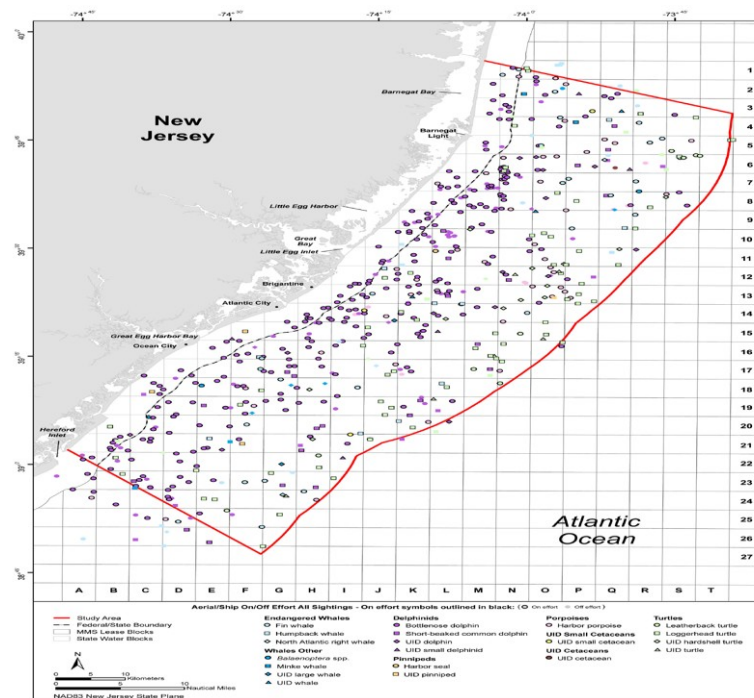 -74° 10'
-74° 0'
New
Jersey
Barnegat Bay
Barnegat
Light
Little Egg Harbor
Great
Bay
Little Egg Inlet
Brigantine
Atlantic City
Great Egg Harbor Bay
Ocean City
Hereford
Inlet
Atlantic
Ocean
1
2
3
4
5
6
7
8
9
10
11
12
13
14
15
16
17
18
19
20
21
22
23
24
25
26
27
A B C D E F G H I J K L M N O P Q R S T
Aerial/Ship On/Off Effort All Sightings - On effort symbols outlined in black: ( On effort Off effort )
Study Area
Federal/State Boundary
MMS Lease Blocks
State Water Blocks
N
0 5 10
Kilometers
0 5 10
Nautical Miles
NAD83 New Jersey State Plane
Endangered Whales
Fin whale
Humpback whale
North Atlantic right whale
Whales Other
Balaenoptera spp.
Minke whale
UID large whale
UID whale
Delphinids
Bottlenose dolphin
Short-beaked common dolphin
UID dolphin
UID small delphinid
Pinnipeds
Harbor seal
UID pinniped
Porpoises
Harbor porpoise
UID Small Cetaceans
UID small cetacean
UID Cetaceans
UID cetacean
Turtles
Leatherback turtle
Loggerhead turtle
UID hardshell turtle
UID turtle